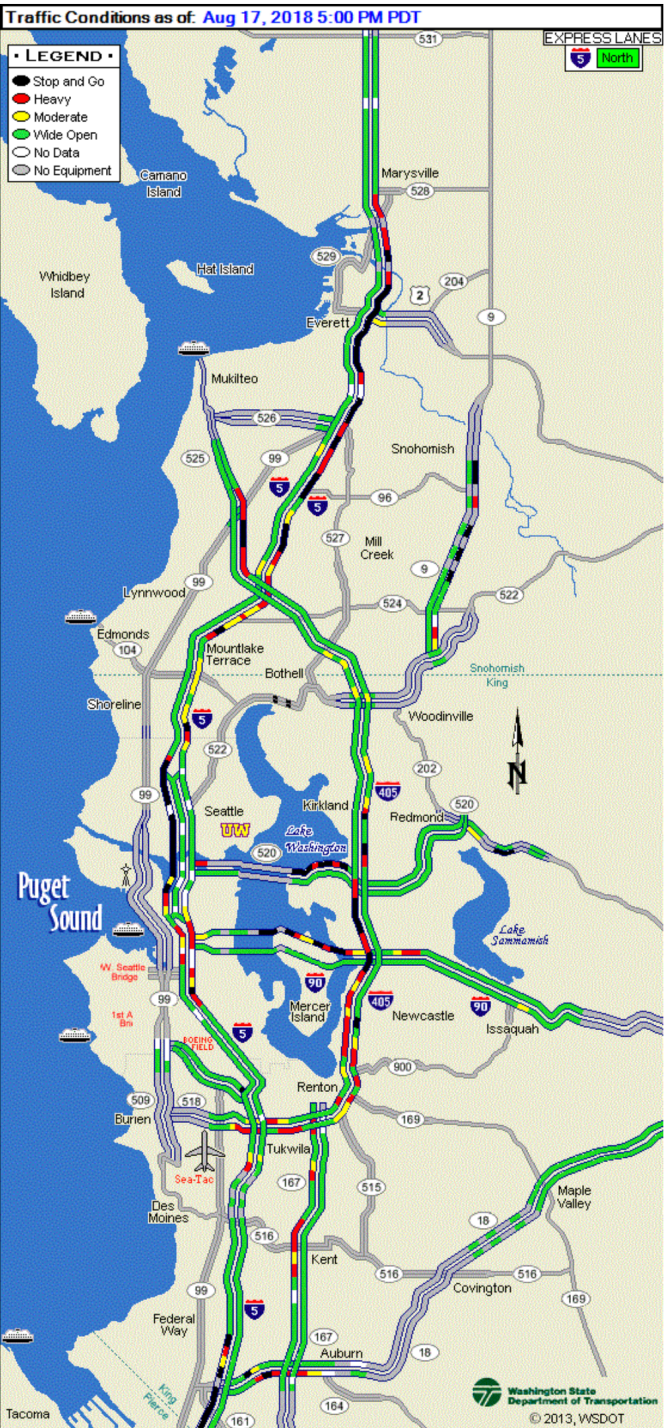 Traffic Conditions as of: Aug 17, 2018 5:00 PM PDT
EXPRESS LANES
5 North
• LEGEND •
Stop and Go
Heavy
Moderate
Wide Open
No Data
No Equipment
531
Marysville
528
Camano
Island
529
Hat Island
Whidbey
Island
2
204
9
Everett
Mukilteo
526
525
99
Snohomish
5
5
96
527
Mill
Creek
9
99
522
Lynnwood
524
Edmonds
104
Mountlake
Terrace
Bothell
Snohomish
King
Shoreline
5
Woodinville
522
202
N
99
405
Seattle
Kirkland
Redmond
520
UW
Lake
Washington
520
Puget
Sound
Lake
Sammamish
W. Seattle
Bridge
90
99
Mercer
Island
405
Newcastle
90
Issaquah
1st A
Bri
5
BOEING
FIELD
900
Renton
509
518
Burien
169
Tukwila
Sea-Tac
167
515
Maple
Valley
Des
Moines
18
516
Kent
516
516
Covington
99
169
5
Federal
Way
167
Auburn
18
King
Pierce
164
161
Tacoma
Washington State
Department of Transportation
© 2013, WSDOT